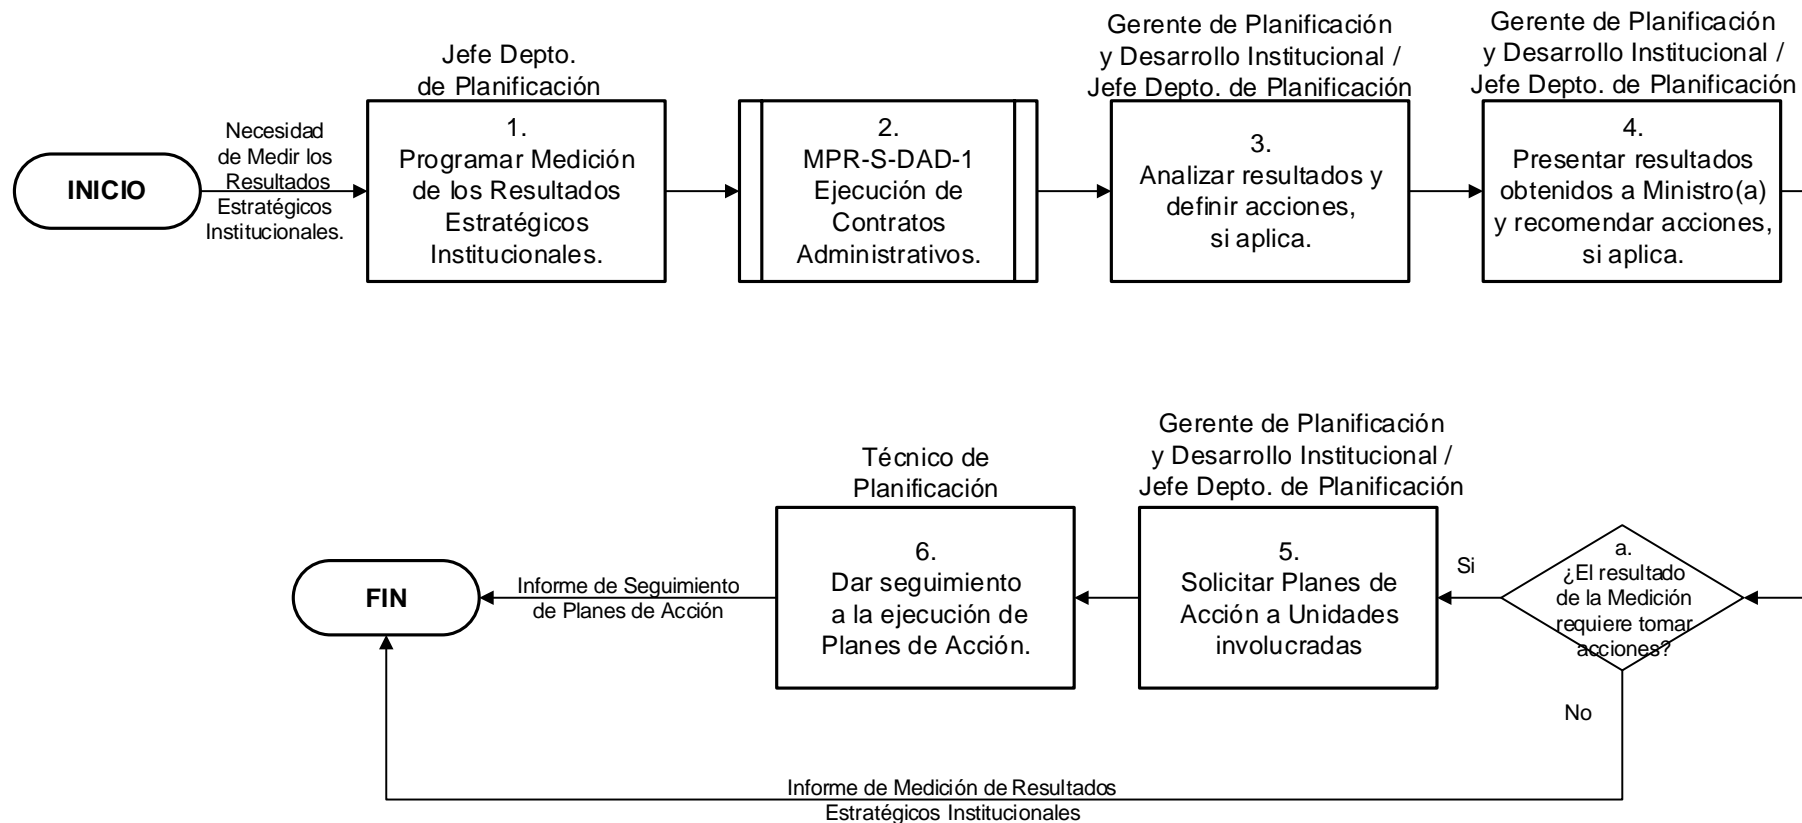 INICIO
Necesidad
de Medir los
Resultados
Estratégicos
Institucionales.
Jefe Depto.
de Planificación
1.
Programar Medición
de los Resultados
Estratégicos
Institucionales.
2.
MPR-S-DAD-1
Ejecución de
Contratos
Administrativos.
Gerente de Planificación
y Desarrollo Institucional /
Jefe Depto. de Planificación
3.
Analizar resultados y
definir acciones,
si aplica.
Gerente de Planificación
y Desarrollo Institucional /
Jefe Depto. de Planificación
4.
Presentar resultados
obtenidos a Ministro(a)
y recomendar acciones,
si aplica.
a.
¿El resultado
de la Medición
requiere tomar
acciones?
Si
No
Gerente de Planificación
y Desarrollo Institucional /
Jefe Depto. de Planificación
5.
Solicitar Planes de
Acción a Unidades
involucradas
Técnico de
Planificación
6.
Dar seguimiento
a la ejecución de
Planes de Acción.
Informe de Seguimiento
de Planes de Acción
FIN
Informe de Medición de Resultados
Estratégicos Institucionales